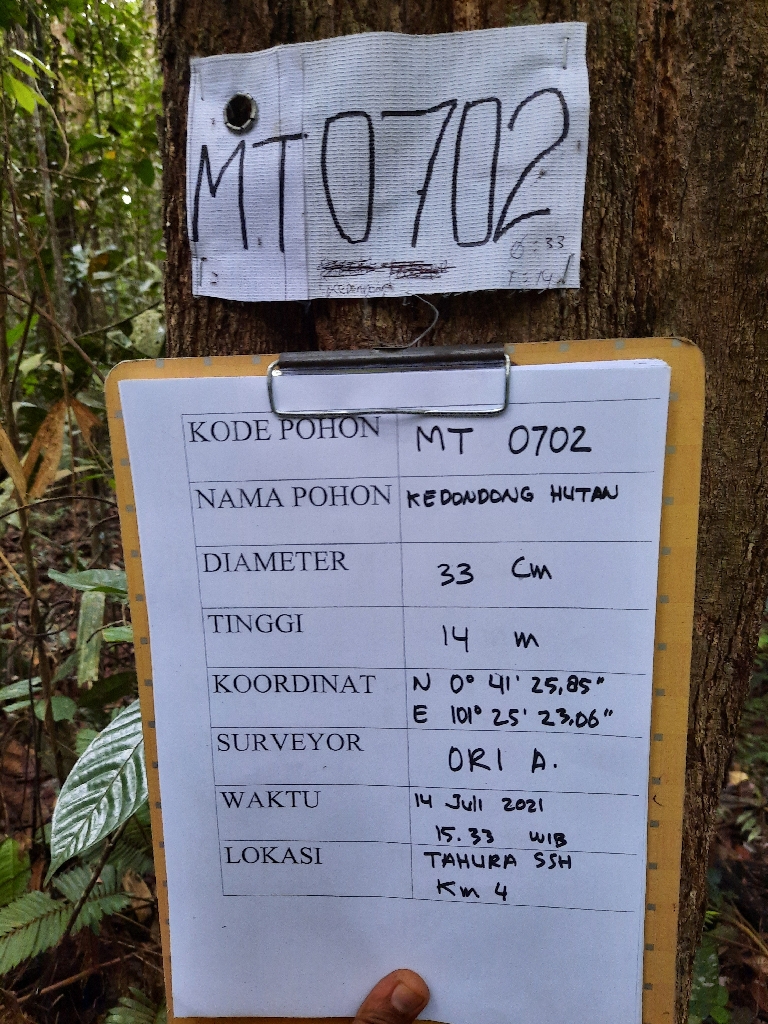 MT0702
Ø : 33
T : 14
KODE POHON MT 0702
NAMA POHON KEDONDONG HUTAN
DIAMETER 33 Cm
TINGGI 14 m
KOORDINAT N 0° 41' 25,85"
E 101° 25' 23,06"
SURVEYOR ORI A.
WAKTU 14 Juli 2021
15.33 WIB
LOKASI TAHURA SSH
Km 4